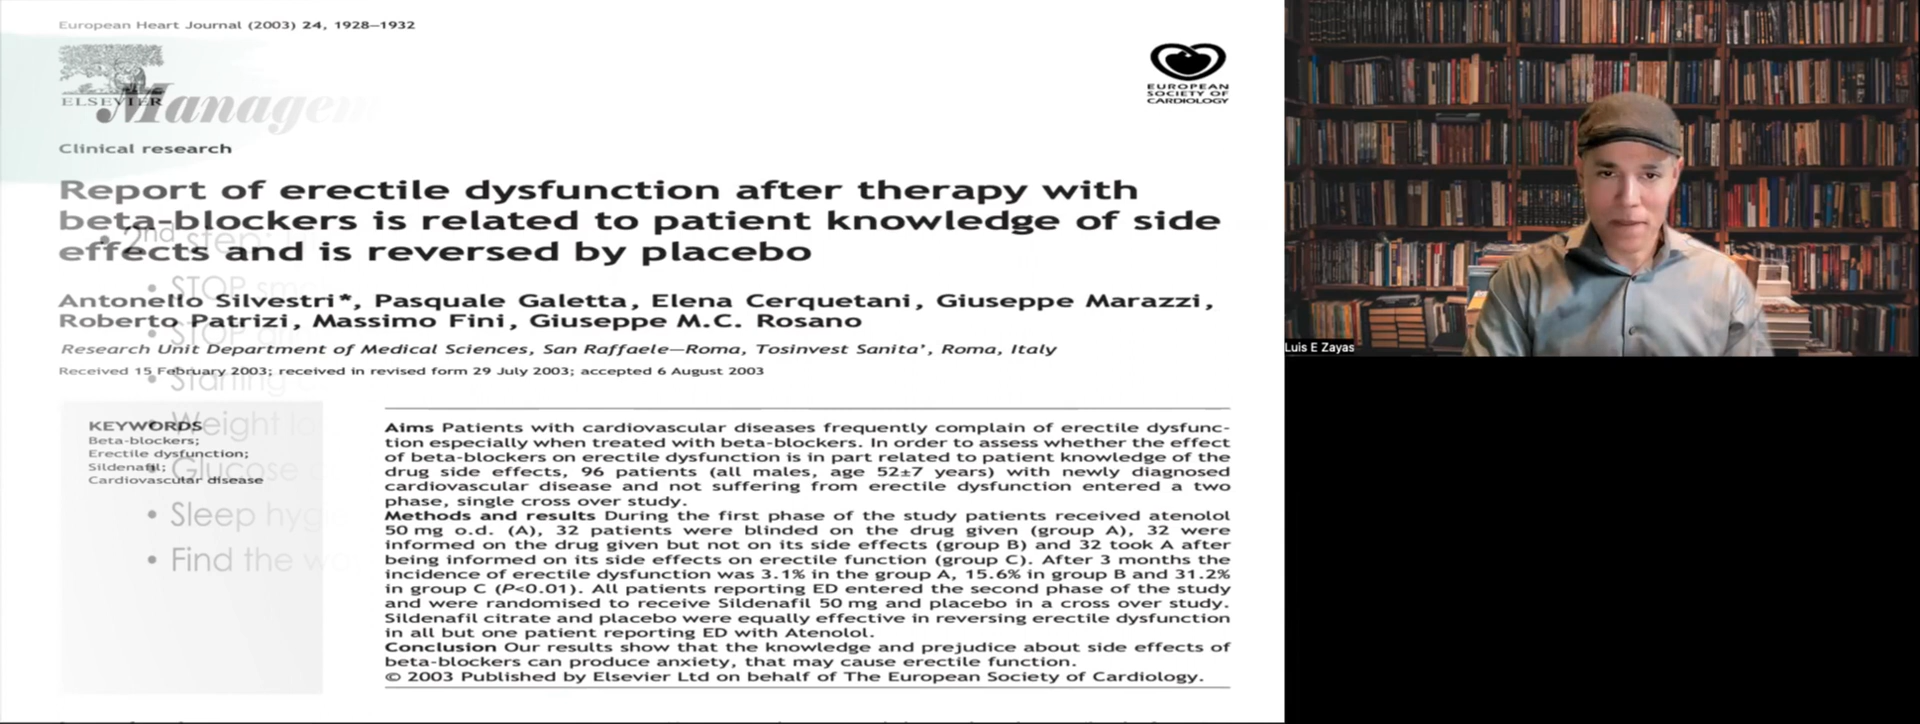 European Heart Journal (2003) 24, 1928–1932
ELSEVIER
Managem
EUROPEAN
SOCIETY OF
CARDIOLOGY
Clinical research
Report of erectile dysfunction after therapy with
beta-blockers is related to patient knowledge of side
effects and is reversed by placebo
Antonello Silvestri*, Pasquale Galetta, Elena Cerquetani, Giuseppe Marazzi,
Roberto Patrizi, Massimo Fini, Giuseppe M.C. Rosano
Research Unit Department of Medical Sciences, San Raffaele—Roma, Tosinvest Sanita’, Roma, Italy
Received 15 February 2003; received in revised form 29 July 2003; accepted 6 August 2003
• 2nd step:
• STOP
• STOP
• Starting
• Weight lo
• Glucose
• Sleep hyg
• Find the w
KEYWORDS
Beta-blockers;
Erectile dysfunction;
Sildenafil;
Cardiovascular disease
Aims Patients with cardiovascular diseases frequently complain of erectile dysfunc-
tion especially when treated with beta-blockers. In order to assess whether the effect
of beta-blockers on erectile dysfunction is in part related to patient knowledge of the
drug side effects, 96 patients (all males, age 52±7 years) with newly diagnosed
cardiovascular disease and not suffering from erectile dysfunction entered a two
phase, single cross over study.
Methods and results During the first phase of the study patients received atenolol
50 mg o.d. (A), 32 patients were blinded on the drug given (group A), 32 were
informed on the drug given but not on its side effects (group B) and 32 took A after
being informed on its side effects on erectile function (group C). After 3 months the
incidence of erectile dysfunction was 3.1% in the group A, 15.6% in group B and 31.2%
in group C (P<0.01). All patients reporting ED entered the second phase of the study
and were randomised to receive Sildenafil 50 mg and placebo in a cross over study.
Sildenafil citrate and placebo were equally effective in reversing erectile dysfunction
in all but one patient reporting ED with Atenolol.
Conclusion Our results show that the knowledge and prejudice about side effects of
beta-blockers can produce anxiety, that may cause erectile function.
© 2003 Published by Elsevier Ltd on behalf of The European Society of Cardiology.
Luis E Zayas